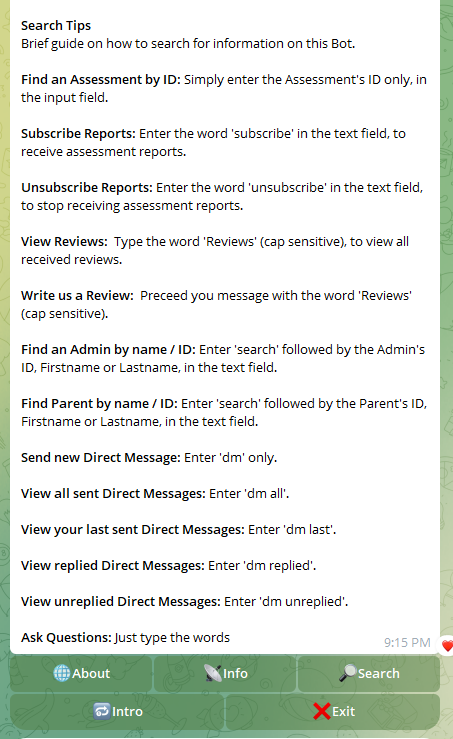 Search Tips
Brief guide on how to search for information on this Bot.
Find an Assessment by ID: Simply enter the Assessment's ID only, in
the input field.
Subscribe Reports: Enter the word 'subscribe' in the text field, to
receive assessment reports.
Unsubscribe Reports: Enter the word 'unsubscribe' in the text field,
to stop receiving assessment reports.
View Reviews:  Type the word 'Reviews' (cap sensitive), to view all
received reviews.
Write us a Review:  Preceed you message with the word 'Reviews'
(cap sensitive).
Find an Admin by name / ID: Enter 'search' followed by the Admin's
ID, Firstname or Lastname, in the text field.
Find Parent by name / ID: Enter 'search' followed by the Parent's ID,
Firstname or Lastname, in the text field.
Send new Direct Message: Enter 'dm' only.
View all sent Direct Messages: Enter 'dm all'.
View your last sent Direct Messages: Enter 'dm last'.
View replied Direct Messages: Enter 'dm replied'.
View unreplied Direct Messages: Enter 'dm unreplied'.
Ask Questions: Just type the words
9:15 PM
About
Info
Search
Intro
Exit